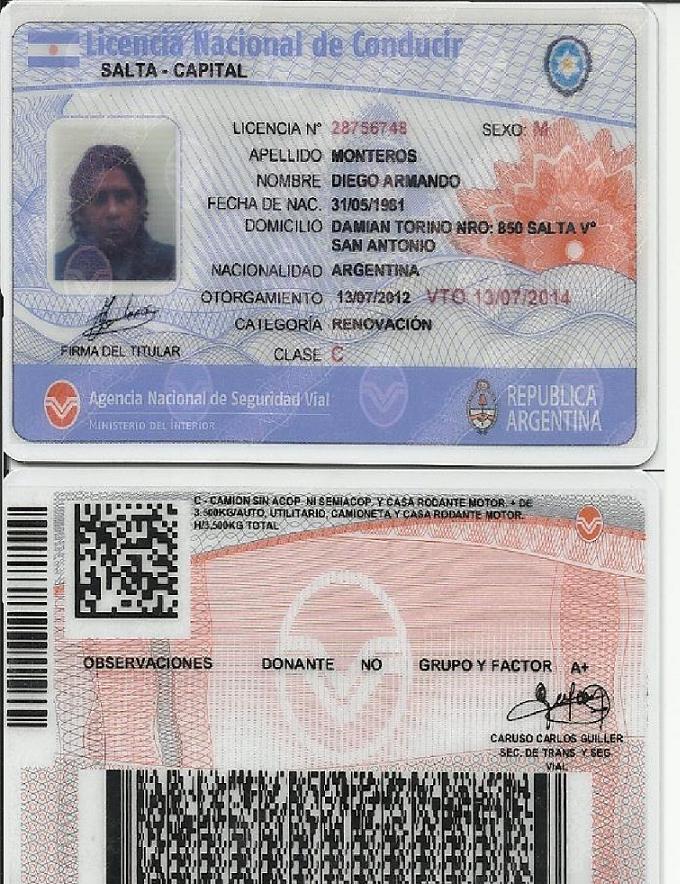 Licencia Nacional de Conducir
SALTA - CAPITAL
LICENCIA Nº 28756748 SEXO: M
APELLIDO MONTEROS
NOMBRE DIEGO ARMANDO
FECHA DE NAC. 31/05/1981
DOMICILIO DAMIAN TORINO NRO: 850 SALTA Vº
SAN ANTONIO
NACIONALIDAD ARGENTINA
OTORGAMIENTO 13/07/2012 VTO 13/07/2014
CATEGORÍA RENOVACIÓN
FIRMA DEL TITULAR
CLASE C
Agencia Nacional de Seguridad Vial
MINISTERIO DEL INTERIOR
REPUBLICA
ARGENTINA
C - CAMION SIN ACOP. NI SEMIACOP. Y CASA RODANTE MOTOR. + DE
3.500KG/AUTO, UTILITARIO, CAMIONETA Y CASA RODANTE MOTOR.
H/3,500KG TOTAL
OBSERVACIONES DONANTE NO GRUPO Y FACTOR A+
CARUSO CARLOS GUILLER
SEC. DE TRANS. Y SEG.
VIAL